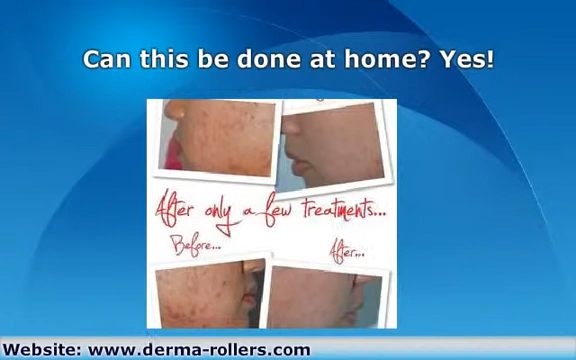 Can this be done at home? Yes!
After only a few treatments...
Before...
After...
Website: www.derma-rollers.com